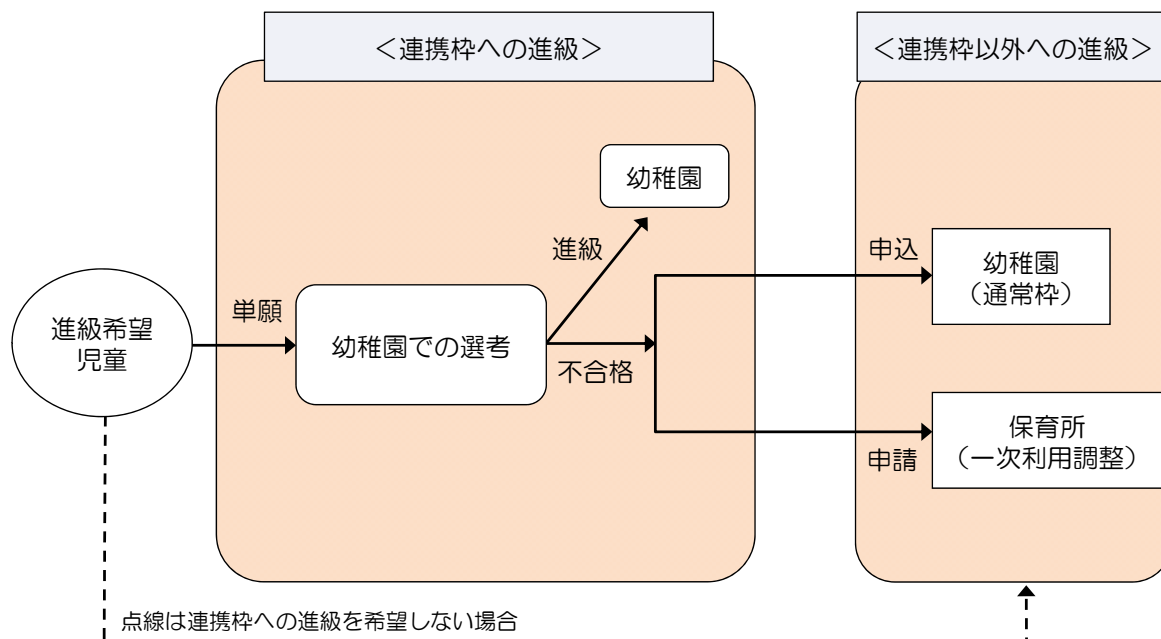 ＜連携枠への進級＞
＜連携枠以外への進級＞
幼稚園
進級
申込
幼稚園
（通常枠）
進級希望
児童
単願
幼稚園での選考
不合格
保育所
（一次利用調整）
申請
点線は連携枠への進級を希望しない場合